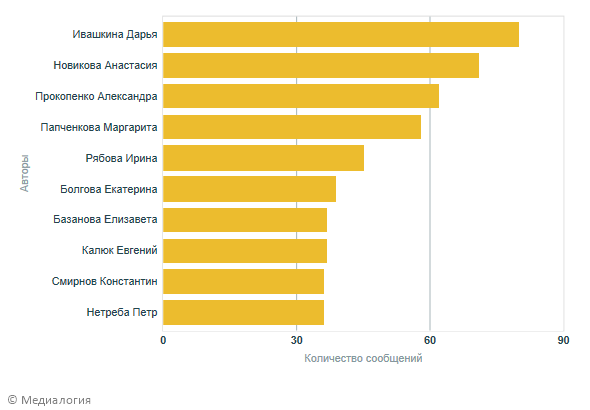 Ивашкина Дарья
Новикова Анастасия
Прокопенко Александра
Папченкова Маргарита
Рябова Ирина
Болгова Екатерина
Базанова Елизавета
Калюк Евгений
Смирнов Константин
Нетреба Петр
Авторы
0 30 60 90
Количество сообщений
© Медиалогия